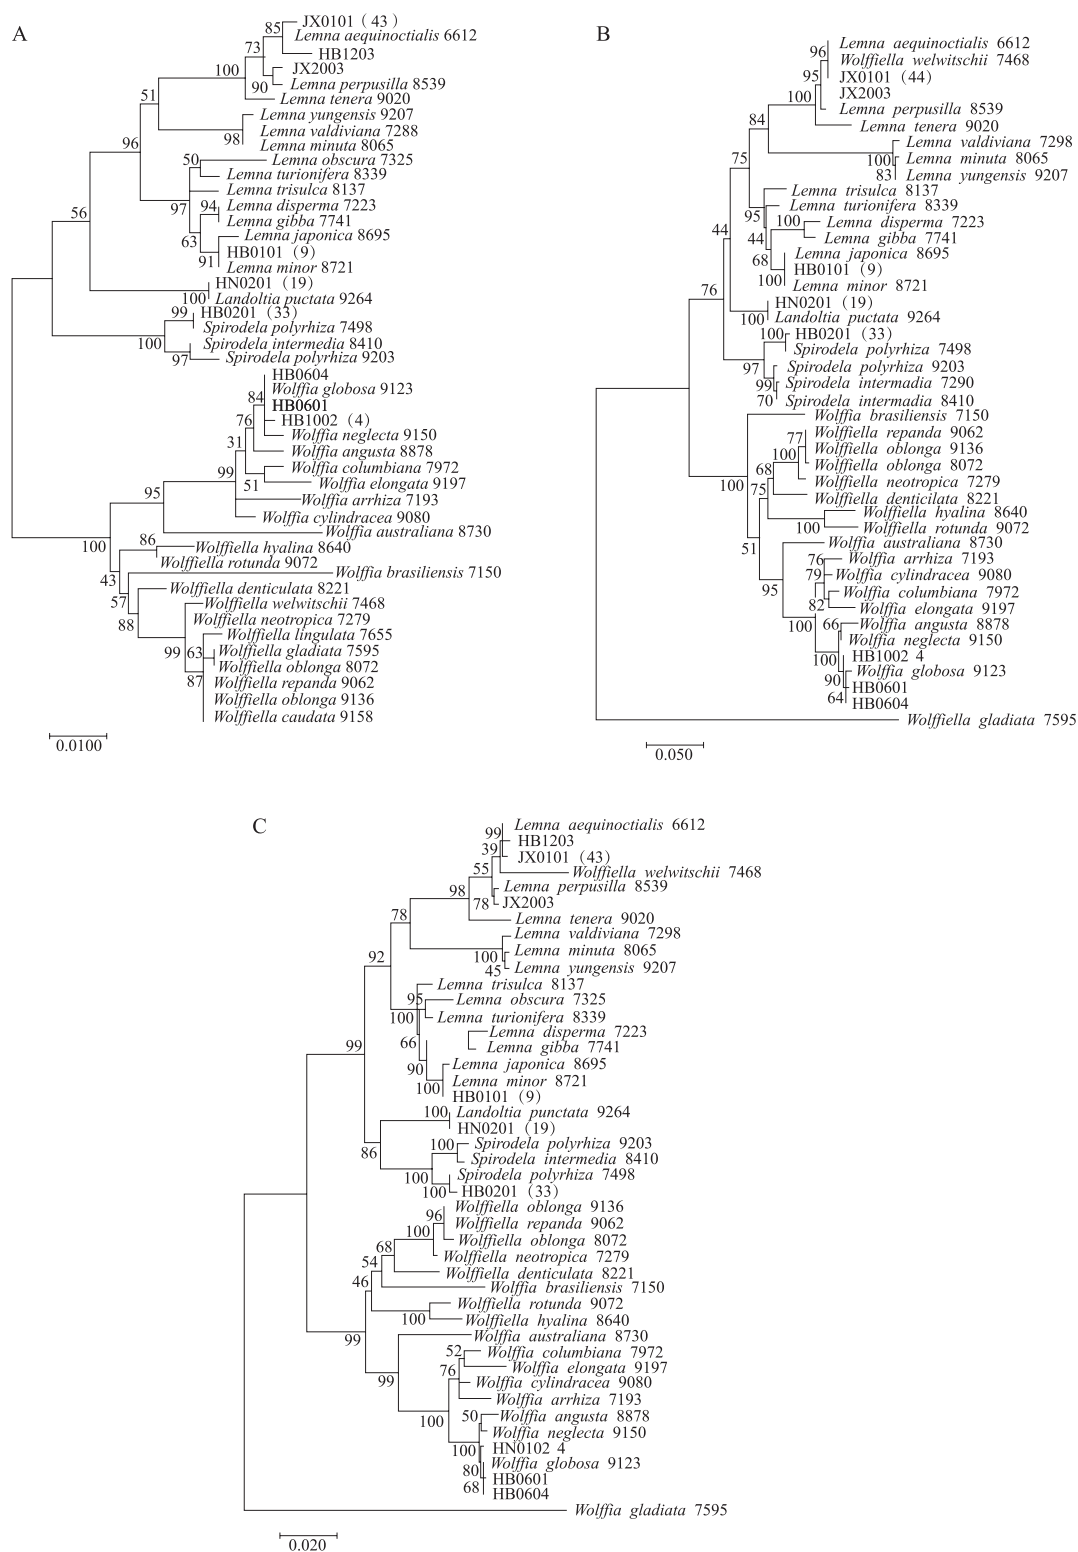 A
JX0101 (43)
Lemna aequinoctialis 6612
HB1203
JX2003
Lemna perpusilla 8539
Lemna tenera 9020
Lemna yungensis 9207
Lemna valdiviana 7288
Lemna minuta 8065
Lemna obscura 7325
Lemna turionifera 8339
Lemna trisulca 8137
Lemna disperma 7223
Lemna gibba 7741
Lemna japonica 8695
HB0101 (9)
Lemna minor 8721
HN0201 (19)
Landoltia puctata 9264
HB0201 (33)
Spirodela polyrhiza 7498
Spirodela intermedia 8410
Spirodela polyrhiza 9203
HB0604
Wolffia globosa 9123
HB0601
HB1002 (4)
Wolffia neglecta 9150
Wolffia angusta 8878
Wolffia columbiana 7972
Wolffia elongata 9197
Wolffia arrhiza 7193
Wolffia cylindracea 9080
Wolffia australiana 8730
Wolffiella hyalina 8640
Wolffiella rotunda 9072
Wolffia brasiliensis 7150
Wolffiella denticulata 8221
Wolffiella welwitschii 7468
Wolffiella neotropica 7279
Wolffiella lingulata 7655
Wolffiella gladiata 7595
Wolffiella oblonga 8072
Wolffiella repanda 9062
Wolffiella oblonga 9136
Wolffiella caudata 9158
85
73
100
90
51
98
96
50
97
94
63
91
56
100
99
100
97
84
76
31
99
51
95
100
86
43
57
88
99
63
87
0.0100
B
Lemna aequinoctialis 6612
Wolffiella welwitschii 7468
JX0101 (44)
JX2003
Lemna perpusilla 8539
Lemna tenera 9020
Lemna valdiviana 7298
Lemna minuta 8065
Lemna yungensis 9207
Lemna trisulca 8137
Lemna turionifera 8339
Lemna disperma 7223
Lemna gibba 7741
Lemna japonica 8695
HB0101 (9)
Lemna minor 8721
HN0201 (19)
Landoltia puctata 9264
HB0201 (33)
Spirodela polyrhiza 7498
Spirodela polyrhiza 9203
Spirodela intermadia 7290
Spirodela intermadia 8410
Wolffia brasiliensis 7150
Wolffiella repanda 9062
Wolffiella oblonga 9136
Wolffiella oblonga 8072
Wolffiella neotropica 7279
Wolffiella denticilata 8221
Wolffiella hyalina 8640
Wolffiella rotunda 9072
Wolffia australiana 8730
Wolffia arrhiza 7193
Wolffia cylindracea 9080
Wolffia columbiana 7972
Wolffia elongata 9197
Wolffia angusta 8878
Wolffia neglecta 9150
HB1002 4
Wolffia globosa 9123
HB0601
HB0604
Wolffiella gladiata 7595
96
95
100
84
100
83
75
95
100
44
68
100
44
76
100
100
97
99
70
77
100
68
75
100
100
51
76
79
82
95
100
66
100
90
64
0.050
C
Lemna aequinoctialis 6612
HB1203
JX0101 (43)
Wolffiella welwitschii 7468
Lemna perpusilla 8539
JX2003
Lemna tenera 9020
Lemna valdiviana 7298
Lemna minuta 8065
Lemna yungensis 9207
Lemna trisulca 8137
Lemna obscura 7325
Lemna turionifera 8339
Lemna disperma 7223
Lemna gibba 7741
Lemna japonica 8695
Lemna minor 8721
HB0101 (9)
Landoltia punctata 9264
HN0201 (19)
Spirodela polyrhiza 9203
Spirodela intermedia 8410
Spirodela polyrhiza 7498
HB0201 (33)
Wolffiella oblonga 9136
Wolffiella repanda 9062
Wolffiella oblonga 8072
Wolffiella neotropica 7279
Wolffiella denticulata 8221
Wolffia brasiliensis 7150
Wolffiella rotunda 9072
Wolffiella hyalina 8640
Wolffia australiana 8730
Wolffia columbiana 7972
Wolffia elongata 9197
Wolffia cylindracea 9080
Wolffia arrhiza 7193
Wolffia angusta 8878
Wolffia neglecta 9150
HN0102 4
Wolffia globosa 9123
HB0601
HB0604
Wolffia gladiata 7595
99
39
55
98
78
78
100
45
92
95
100
66
90
100
99
100
86
100
100
100
96
100
68
54
46
100
99
99
52
76
100
50
100
80
68
0.020